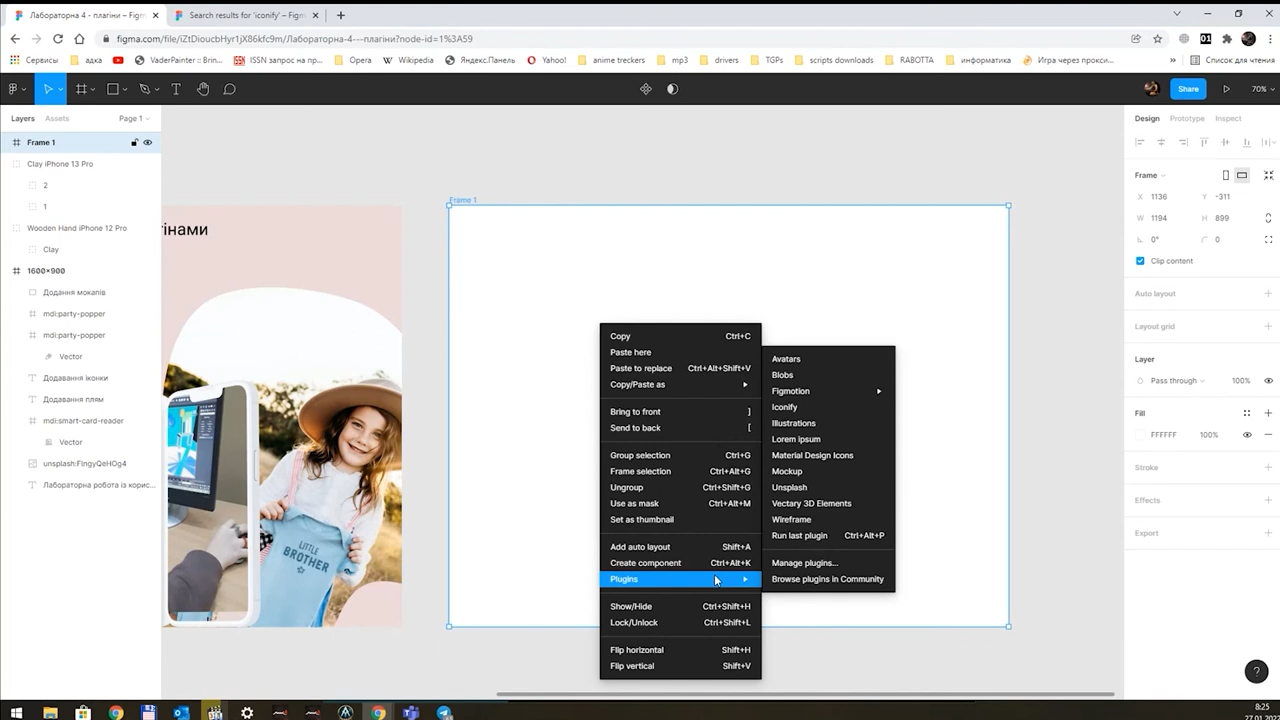 Лабораторна 4 - плагіни – Figm
Search results for 'iconify' – Figm
figma.com/file/iZtDioucbHyr1jX86kfc9m/Лабораторна-4---плагіни?node-id=1%3A59
Сервисы
адка
VaderPainter :: Brin...
ISSN запрос на пр...
Opera
Wikipedia
Яндекс.Панель
Yahoo!
anime treckers
mp3
drivers
TGPs
scripts downloads
RABOTTA
информатика
Игра через прокси...
»
Список для чтения
Share
70%
Layers
Assets
Page 1
Design
Prototype
Inspect
Frame 1
Clay iPhone 13 Pro
2
1
Wooden Hand iPhone 12 Pro
Clay
1600×900
Додання мокапів
mdi:party-popper
mdi:party-popper
Vector
Додавання іконки
Додавання плям
mdi:smart-card-reader
Vector
unsplash:FIngyQeHOg4
Лабораторна робота із корис...
гінами
LITTLE
BROTHER
Frame 1
Copy Ctrl+C
Paste here
Paste to replace Ctrl+Alt+Shift+V
Copy/Paste as
Bring to front ]
Send to back [
Group selection Ctrl+G
Frame selection Ctrl+Alt+G
Ungroup Ctrl+Shift+G
Use as mask Ctrl+Alt+M
Set as thumbnail
Add auto layout Shift+A
Create component Ctrl+Alt+K
Plugins
Show/Hide Ctrl+Shift+H
Lock/Unlock Ctrl+Shift+L
Flip horizontal Shift+H
Flip vertical Shift+V
Avatars
Blobs
Figmotion
Iconify
Illustrations
Lorem ipsum
Material Design Icons
Mockup
Unsplash
Vectary 3D Elements
Wireframe
Run last plugin Ctrl+Alt+P
Manage plugins...
Browse plugins in Community
Frame
X 1136 Y -311
W 1194 H 899
0° 0
Clip content
Auto layout
Layout grid
Layer
Pass through 100%
Fill
FFFFFF 100%
Stroke
Effects
Export
?
8:25